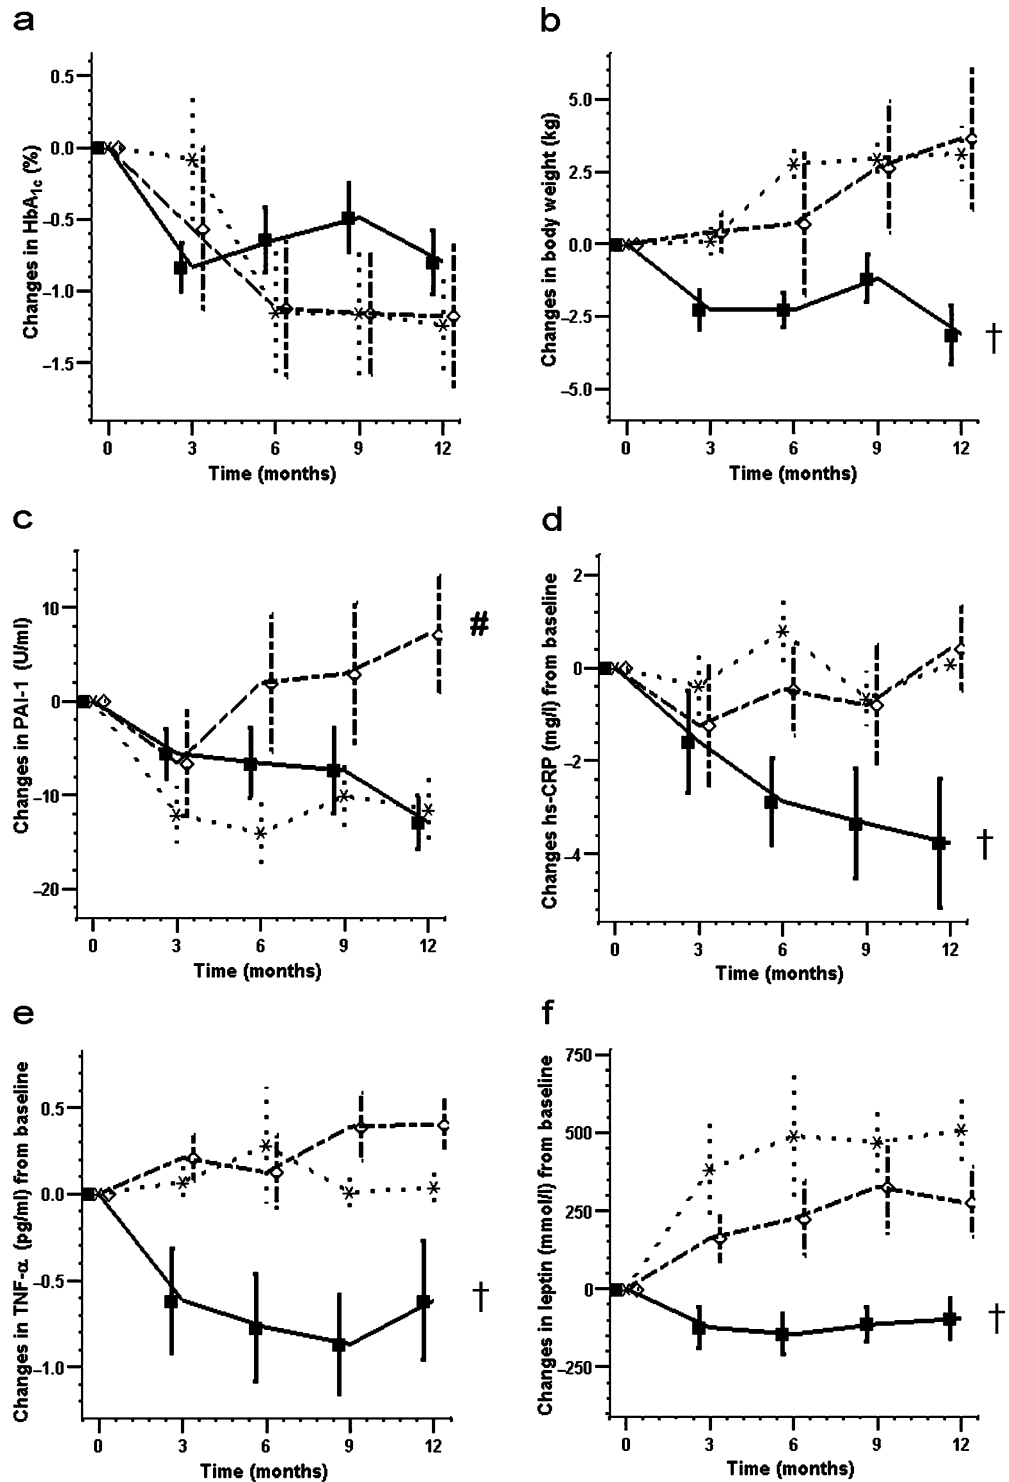 a
Changes in HbA1c (%)
0.5
0.0
−0.5
−1.0
−1.5
0 3 6 9 12
Time (months)
b
Changes in body weight (kg)
5.0
2.5
0.0
−2.5
−5.0
†
0 3 6 9 12
Time (months)
c
Changes in PAI-1 (U/ml)
10
0
−10
−20
#
0 3 6 9 12
Time (months)
d
Changes hs-CRP (mg/l) from baseline
2
0
−2
−4
†
0 3 6 9 12
Time (months)
e
Changes in TNF-α (pg/ml) from baseline
0.5
0.0
−0.5
−1.0
†
0 3 6 9 12
Time (months)
f
Changes in leptin (mmol/l) from baseline
750
500
250
0
−250
†
0 3 6 9 12
Time (months)